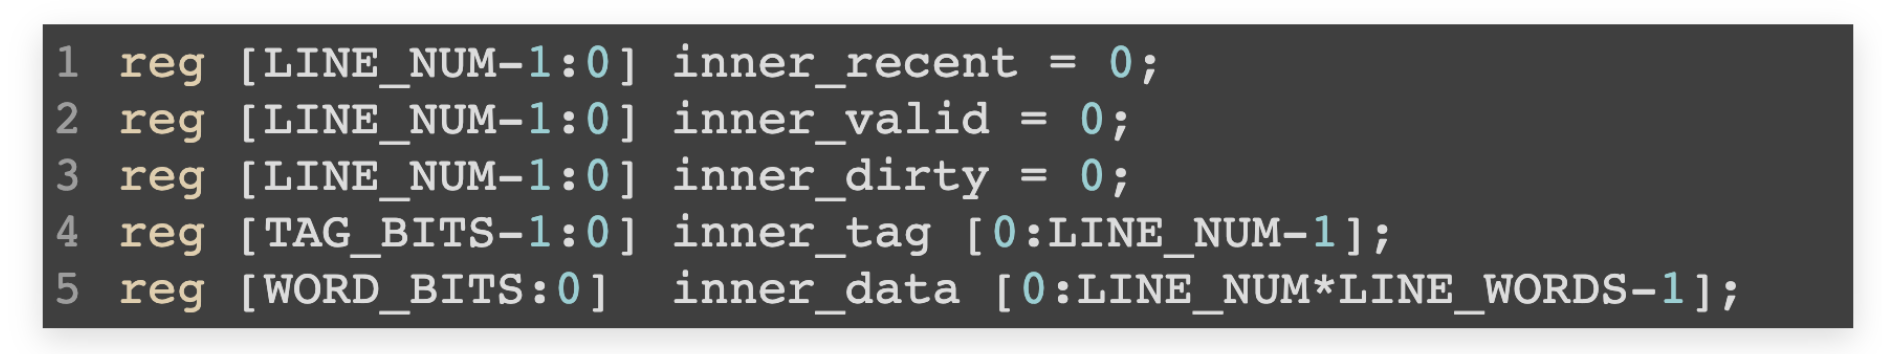 1 reg [LINE_NUM-1:0] inner_recent = 0;
2 reg [LINE_NUM-1:0] inner_valid = 0;
3 reg [LINE_NUM-1:0] inner_dirty = 0;
4 reg [TAG_BITS-1:0] inner_tag [0:LINE_NUM-1];
5 reg [WORD_BITS:0]  inner_data [0:LINE_NUM*LINE_WORDS-1];